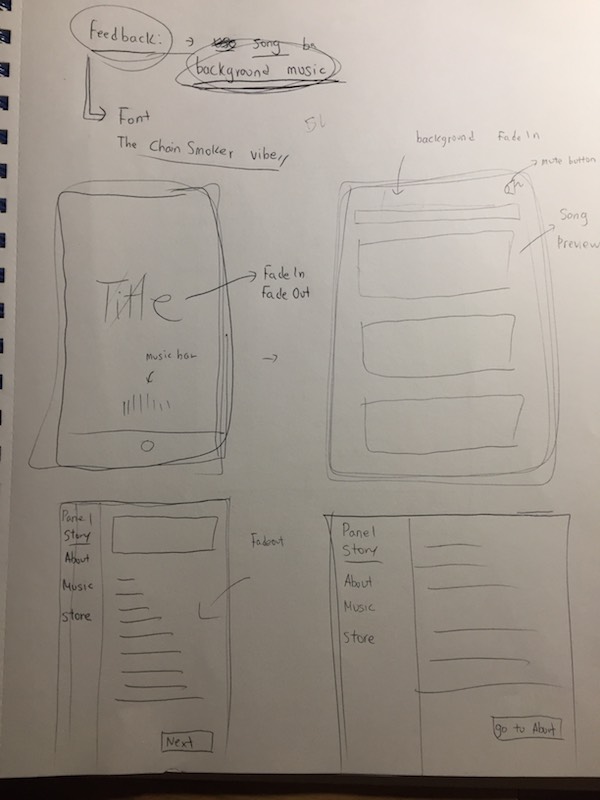 Feedback: → song be
background music
Font
The Chain Smoker vibe,,
background Fade In
mute button
Song
Preview
Title
Fade In
Fade Out
music bar
Panel
Story
About
Music
Store
Fadeout
Next
Panel
Story
About
Music
Store
go to About